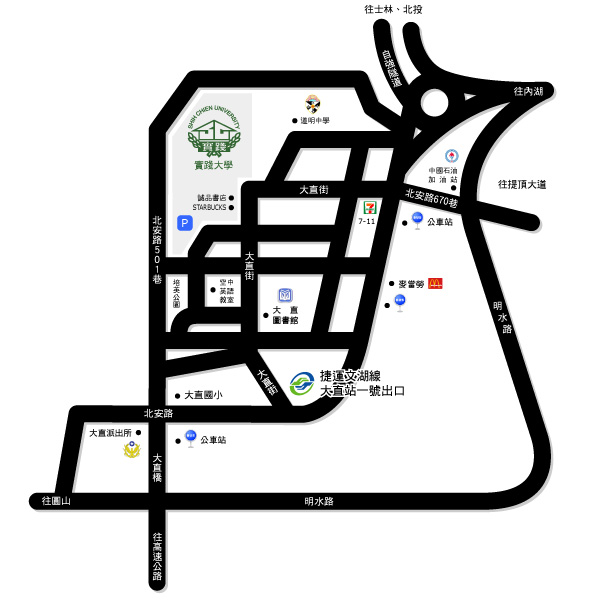 往士林、北投
自強隧道
往內湖
SHIH CHIEN UNIVERSITY
實踐
實踐大學
道明中學
中國石油
加油站
往提頂大道
大直街
北安路670巷
誠品書店
STARBUCKS
P
7-11
公車站
北安路501巷
大直街
培英公園
空中
英語
教室
大直
圖書館
麥當勞
明水路
大直街
捷運文湖線
大直站一號出口
大直國小
北安路
大直派出所
公車站
大直橋
往圓山
明水路
往高速公路